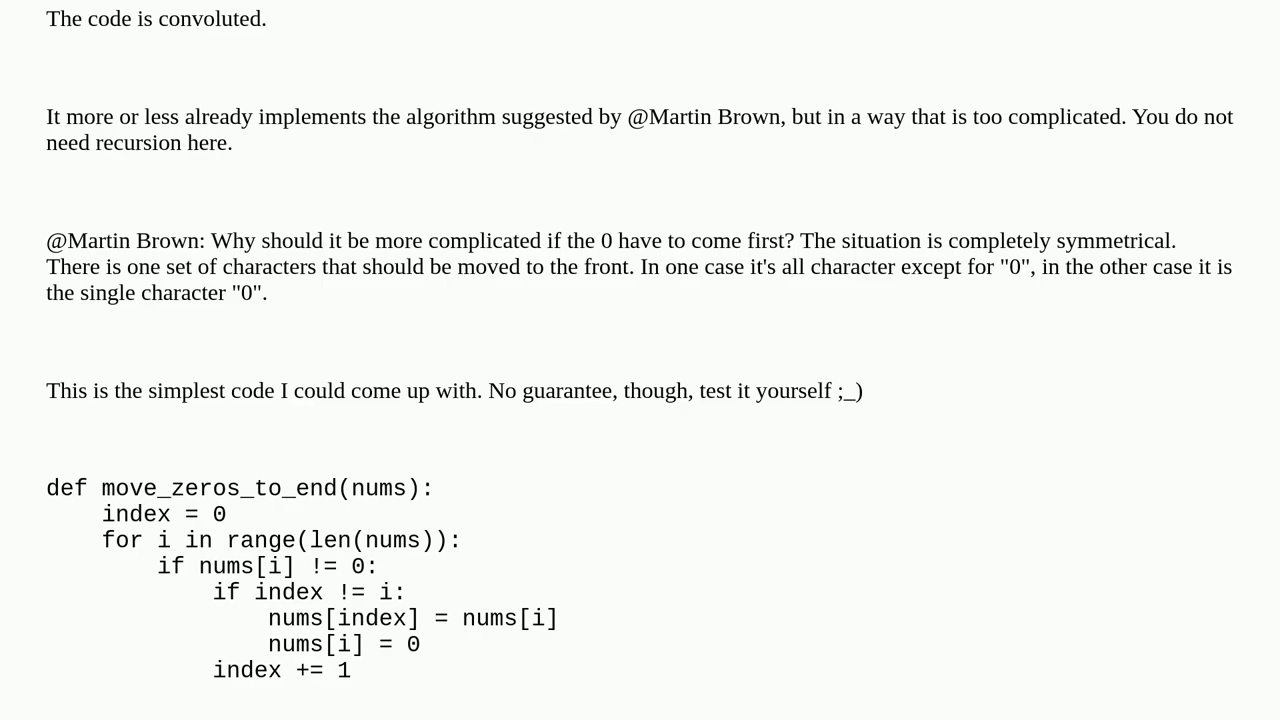 The code is convoluted.
It more or less already implements the algorithm suggested by @Martin Brown, but in a way that is too complicated. You do not
need recursion here.
@Martin Brown: Why should it be more complicated if the 0 have to come first? The situation is completely symmetrical.
There is one set of characters that should be moved to the front. In one case it's all character except for "0", in the other case it is
the single character "0".
This is the simplest code I could come up with. No guarantee, though, test it yourself ;_)
def move_zeros_to_end(nums):
    index = 0
    for i in range(len(nums)):
        if nums[i] != 0:
            if index != i:
                nums[index] = nums[i]
                nums[i] = 0
            index += 1